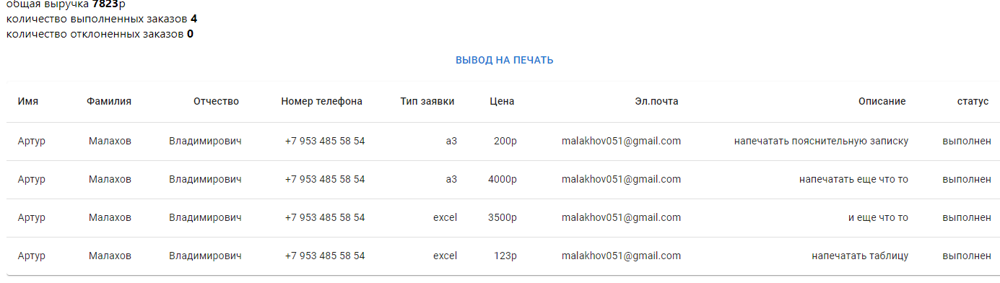 общая выручка 7823р
количество выполненных заказов 4
количество отклоненных заказов 0
ВЫВОД НА ПЕЧАТЬ
Имя Фамилия Отчество Номер телефона Тип заявки Цена Эл.почта Описание статус
Артур Малахов Владимирович +7 953 485 58 54 а3 200р malakhov051@gmail.com напечатать пояснительную записку выполнен
Артур Малахов Владимирович +7 953 485 58 54 а3 4000р malakhov051@gmail.com напечатать еще что то выполнен
Артур Малахов Владимирович +7 953 485 58 54 excel 3500р malakhov051@gmail.com и еще что то выполнен
Артур Малахов Владимирович +7 953 485 58 54 excel 123р malakhov051@gmail.com напечатать таблицу выполнен